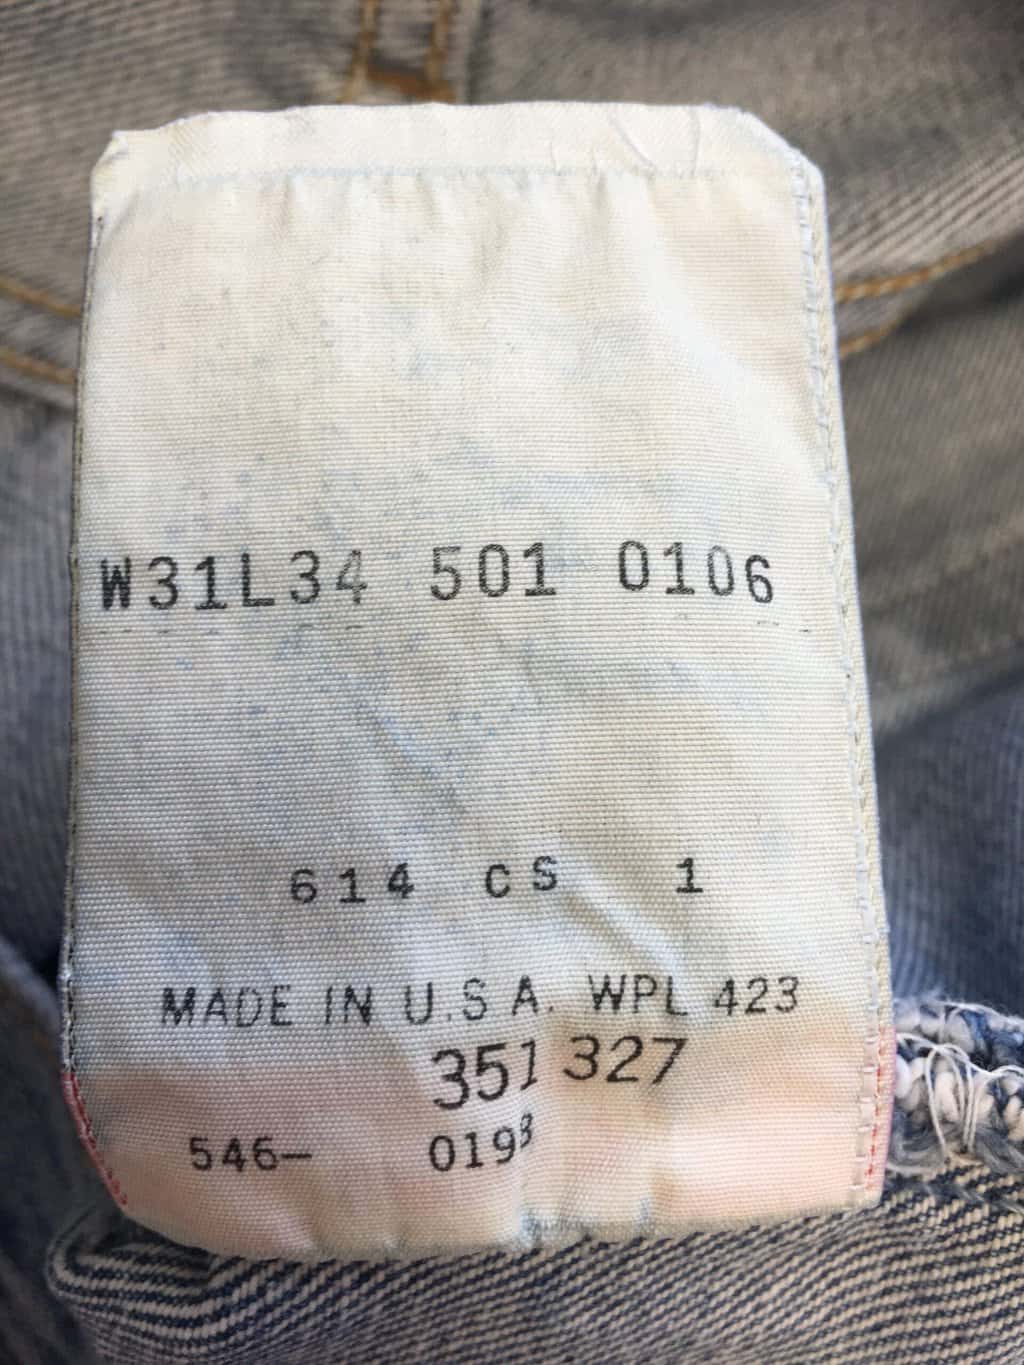 W31L34 501 0106
614 CS 1
MADE IN U.S.A. WPL 423
351 327
546- 0198